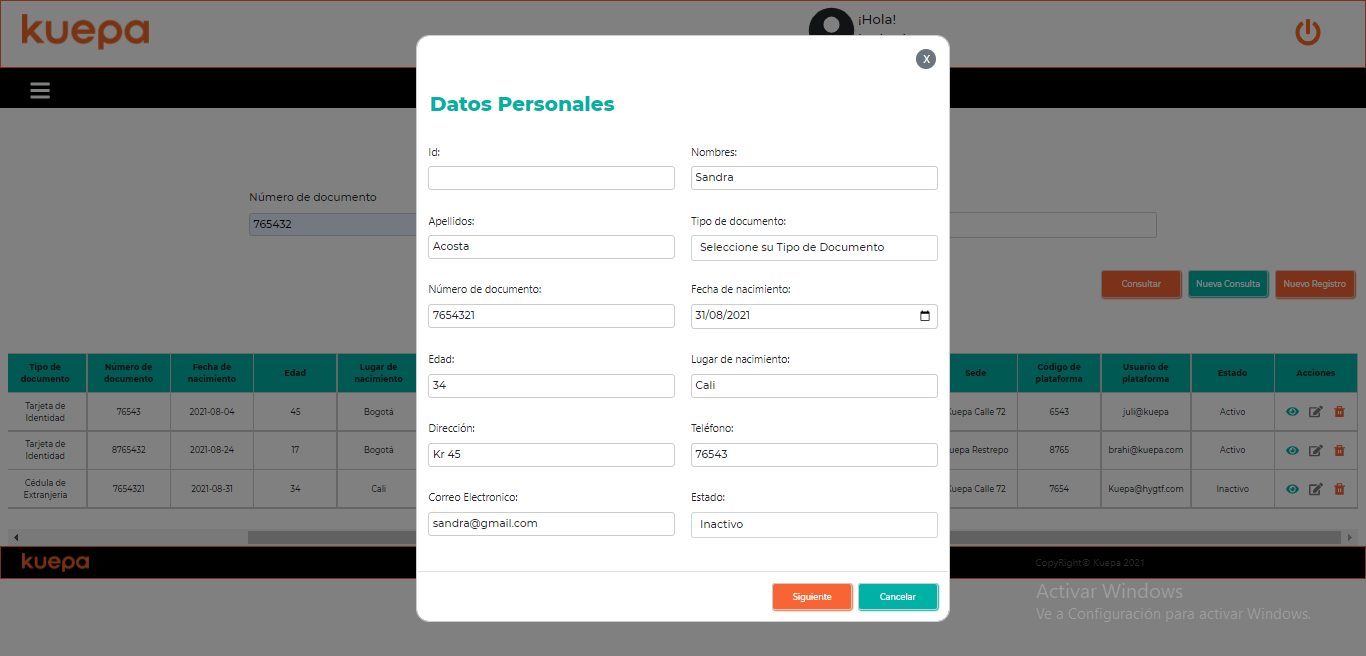 kuepa
¡Hola!
X
Datos Personales
Id:
Nombres:
Sandra
Apellidos:
Acosta
Tipo de documento:
Seleccione su Tipo de Documento
Número de documento:
7654321
Fecha de nacimiento:
31/08/2021
Edad:
34
Lugar de nacimiento:
Cali
Dirección:
Kr 45
Teléfono:
76543
Correo Electronico:
sandra@gmail.com
Estado:
Inactivo
Siguiente
Cancelar
Número de documento
765432
Consultar
Nueva Consulta
Nuevo Registro
Tipo de documento
Número de documento
Fecha de nacimiento
Edad
Lugar de nacimiento
Sede
Código de plataforma
Usuario de plataforma
Estado
Acciones
Tarjeta de Identidad
76543
2021-08-04
45
Bogotá
Kuepa Calle 72
6543
juli@kuepa
Activo
Tarjeta de Identidad
8765432
2021-08-24
17
Bogotá
Restrepo
8765
brahi@kuepa.com
Activo
Cédula de Extranjería
7654321
2021-08-31
34
Cali
Kuepa Calle 72
7654
Kuepa@hygtf.com
Inactivo
kuepa
CopyRight© Kuepa 2021
Activar Windows
Ve a Configuración para activar Windows.